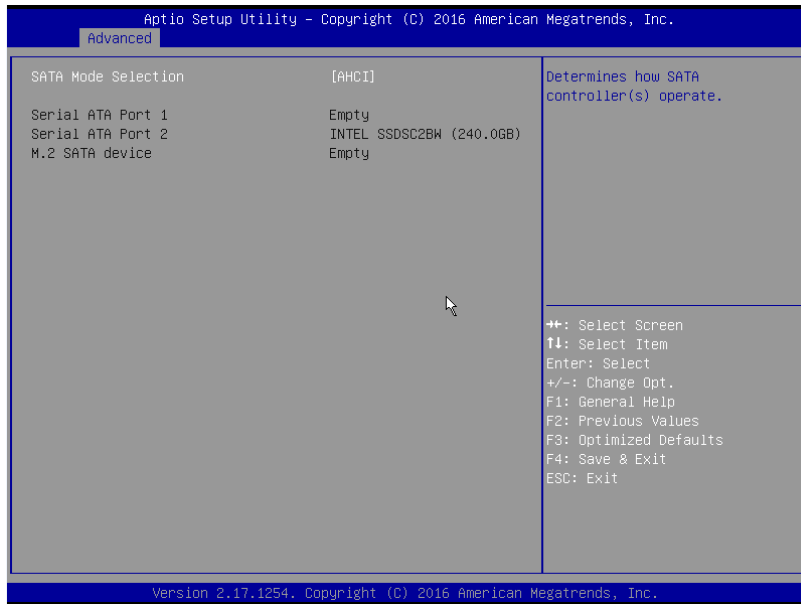 Aptio Setup Utility – Copyright (C) 2016 American Megatrends, Inc.
Advanced
SATA Mode Selection [AHCI]
Serial ATA Port 1 Empty
Serial ATA Port 2 INTEL SSDSC2BW (240.0GB)
M.2 SATA device Empty
Determines how SATA
controller(s) operate.
→←: Select Screen
↑↓: Select Item
Enter: Select
+/-: Change Opt.
F1: General Help
F2: Previous Values
F3: Optimized Defaults
F4: Save & Exit
ESC: Exit
Version 2.17.1254. Copyright (C) 2016 American Megatrends, Inc.